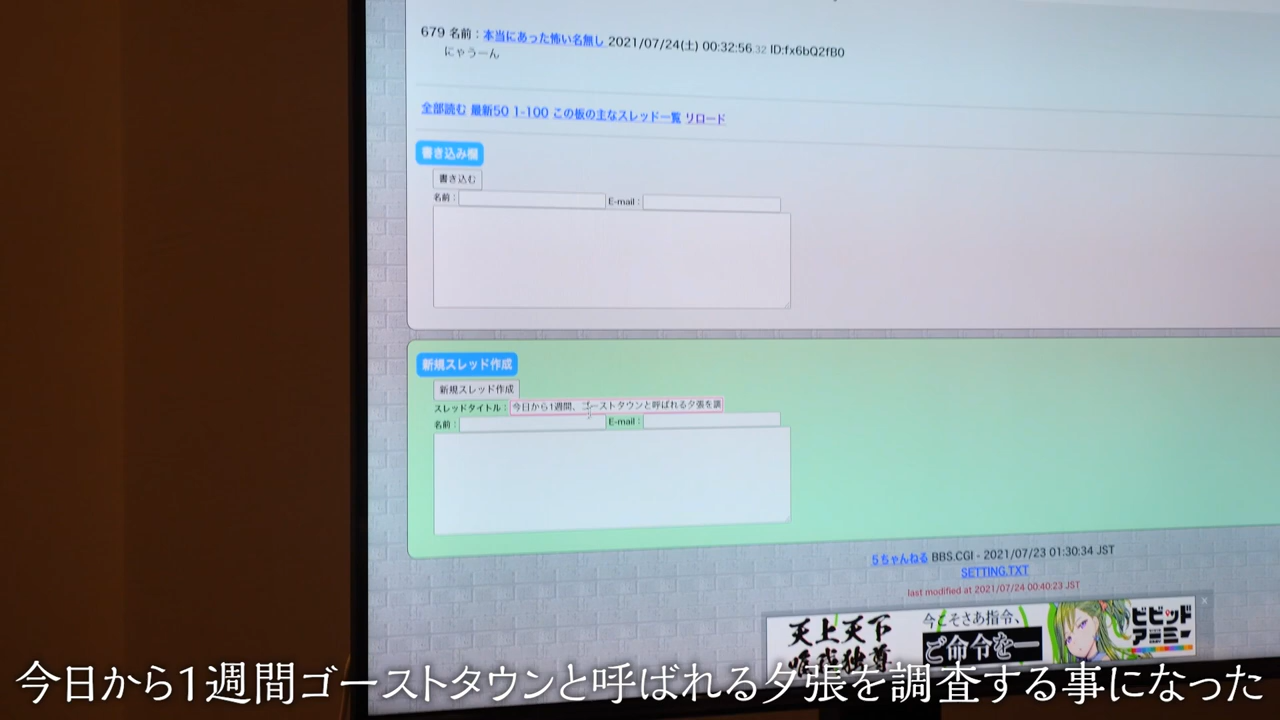 679 名前：本当にあった怖い名無し 2021/07/24(土) 00:32:56.32 ID:fx6bQ2fB0
にゃうーん
全部読む 最新50 1-100 この板の主なスレッド一覧 リロード
書き込み欄
書き込む
名前： E-mail：
新規スレッド作成
新規スレッド作成
スレッドタイトル： 今日から1週間、ゴーストタウンと呼ばれる夕張を調
名前： E-mail：
5ちゃんねる BBS.CGI - 2021/07/23 01:30:34 JST
SETTING.TXT
last modified at 2021/07/24 00:40:23 JST
天上天下
唯我独尊
今こそさあ指令、
ご命令を―
ビビッド
アーミー
今日から1週間ゴーストタウンと呼ばれる夕張を調査する事になった